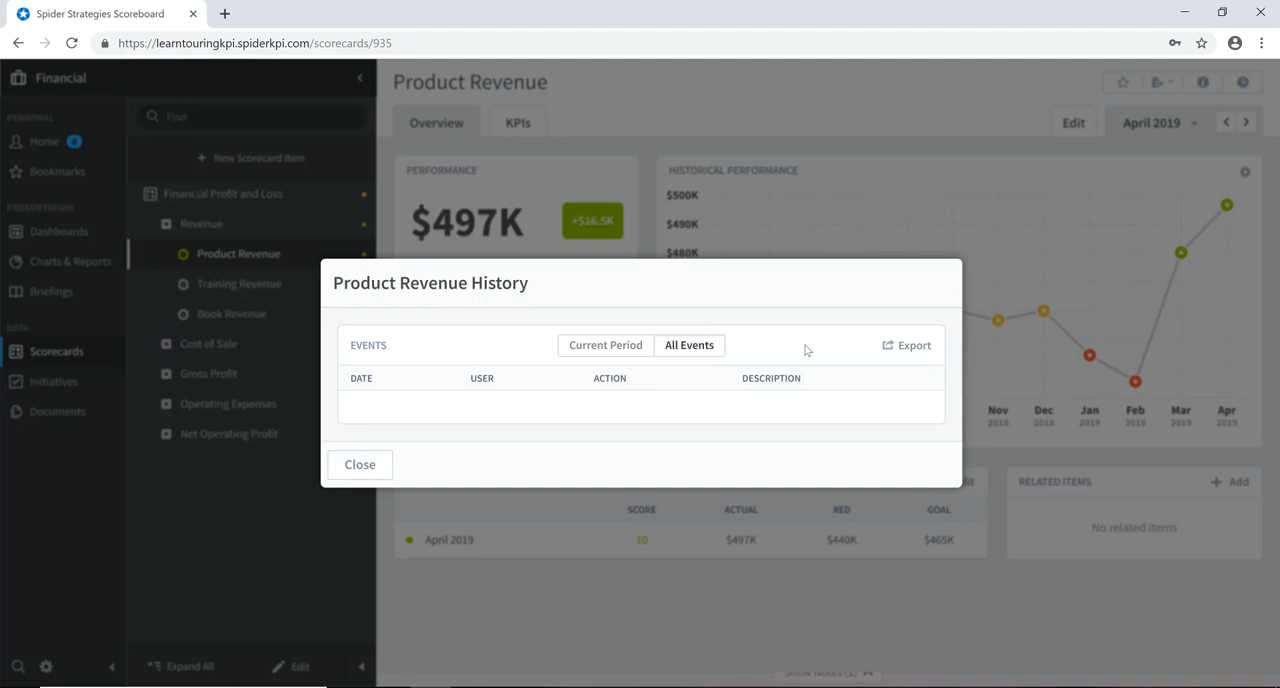 Spider Strategies Scoreboard
https://learntouringkpi.spiderkpi.com/scorecards/935
Financial
PERSONAL
Home
Bookmarks
PRESENTATION
Dashboards
Charts & Reports
Briefings
DATA
Scorecards
Initiatives
Documents
Find
+ New Scorecard Item
Financial Profit and Loss
Revenue
Product Revenue
Training Revenue
Book Revenue
Cost of Sale
Gross Profit
Operating Expenses
Net Operating Profit
Expand All
Edit
Product Revenue
Overview
KPIs
Edit
April 2019
PERFORMANCE
$497K
+$16.5K
HISTORICAL PERFORMANCE
$500K
$490K
$480K
Nov 2018
Dec 2018
Jan 2019
Feb 2019
Mar 2019
Apr 2019
Product Revenue History
EVENTS
Current Period
All Events
Export
DATE USER ACTION DESCRIPTION
Close
SCORE ACTUAL RED GOAL
April 2019 10 $497K $440K $465K
RELATED ITEMS
+ Add
No related items
Show Notes (1)